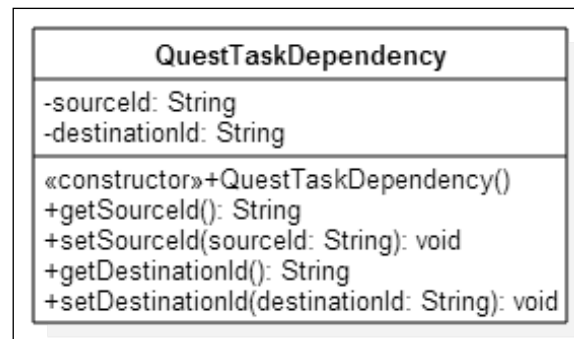 QuestTaskDependency
-sourceId: String
-destinationId: String
«constructor»+QuestTaskDependency()
+getSourceId(): String
+setSourceId(sourceId: String): void
+getDestinationId(): String
+setDestinationId(destinationId: String): void